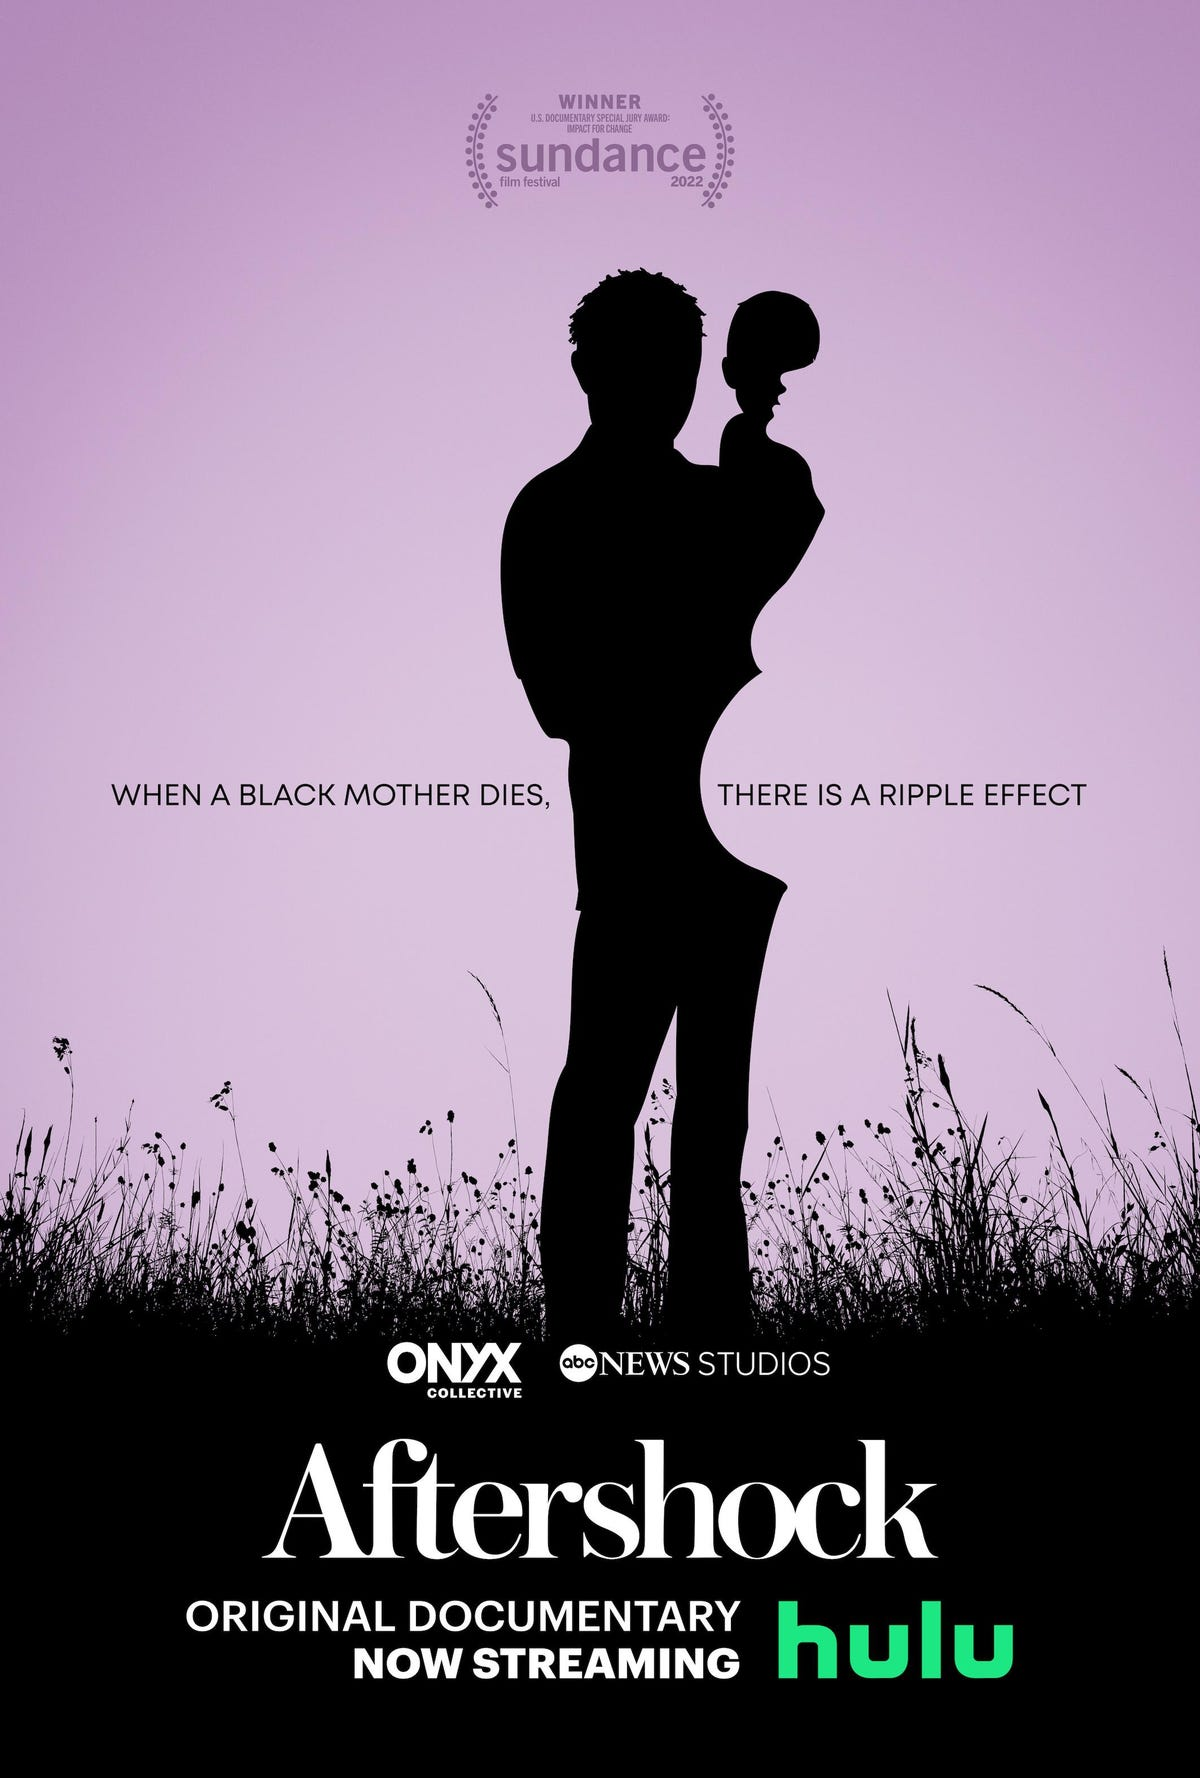 WINNER
U.S. DOCUMENTARY SPECIAL JURY AWARD:
IMPACT FOR CHANGE
sundance
film festival 2022
WHEN A BLACK MOTHER DIES, THERE IS A RIPPLE EFFECT
ONYX
COLLECTIVE
abc NEWS STUDIOS
Aftershock
ORIGINAL DOCUMENTARY
NOW STREAMING
hulu